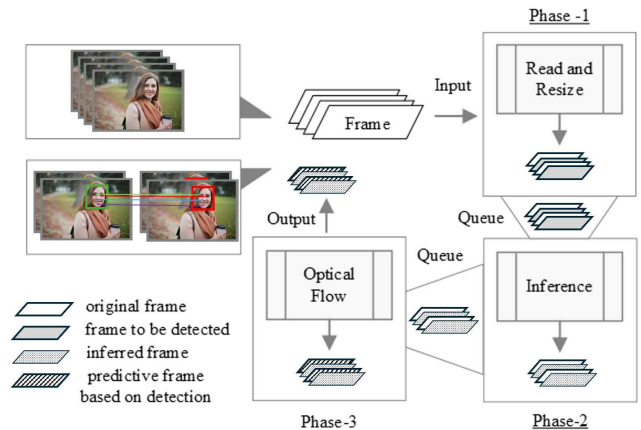 Phase -1
Read and
Resize
Input
Frame
Queue
Output
Queue
Optical
Flow
Inference
original frame
frame to be detected
inferred frame
predictive frame
based on detection
Phase-3
Phase-2